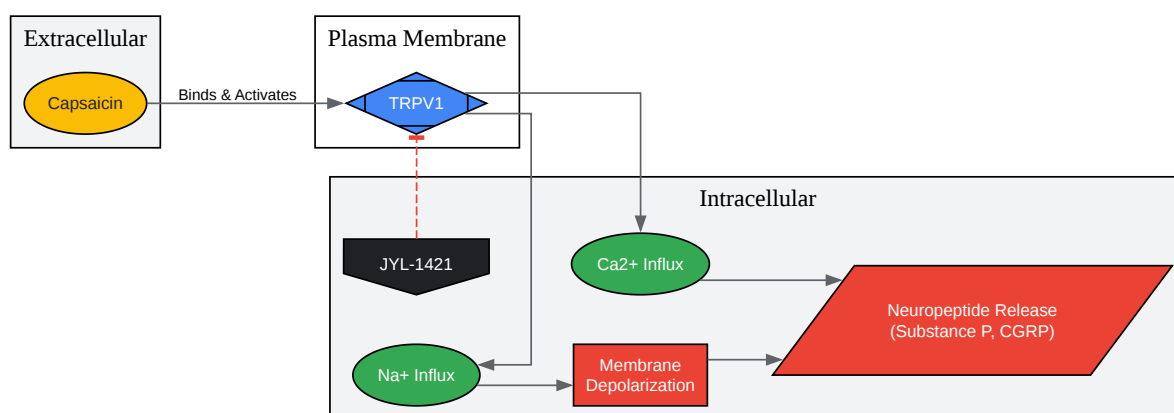 Extracellular
Plasma Membrane
Capsaicin
Binds & Activates
TRPV1
Intracellular
JYL-1421
Ca2+ Influx
Neuropeptide Release
(Substance P, CGRP)
Na+ Influx
Membrane
Depolarization